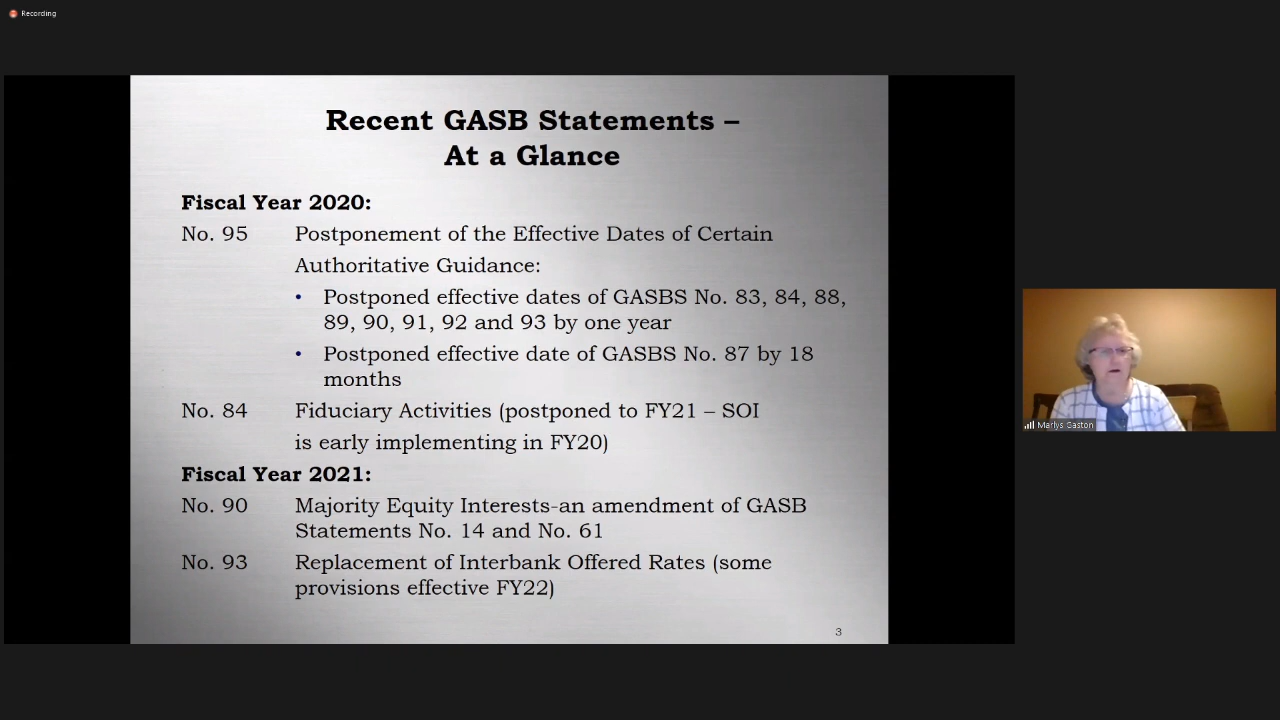 Recording
Recent GASB Statements –
At a Glance
Fiscal Year 2020:
No. 95 Postponement of the Effective Dates of Certain
Authoritative Guidance:
• Postponed effective dates of GASBS No. 83, 84, 88,
89, 90, 91, 92 and 93 by one year
• Postponed effective date of GASBS No. 87 by 18
months
No. 84 Fiduciary Activities (postponed to FY21 – SOI
is early implementing in FY20)
Fiscal Year 2021:
No. 90 Majority Equity Interests-an amendment of GASB
Statements No. 14 and No. 61
No. 93 Replacement of Interbank Offered Rates (some
provisions effective FY22)
3
Marlys Gaston